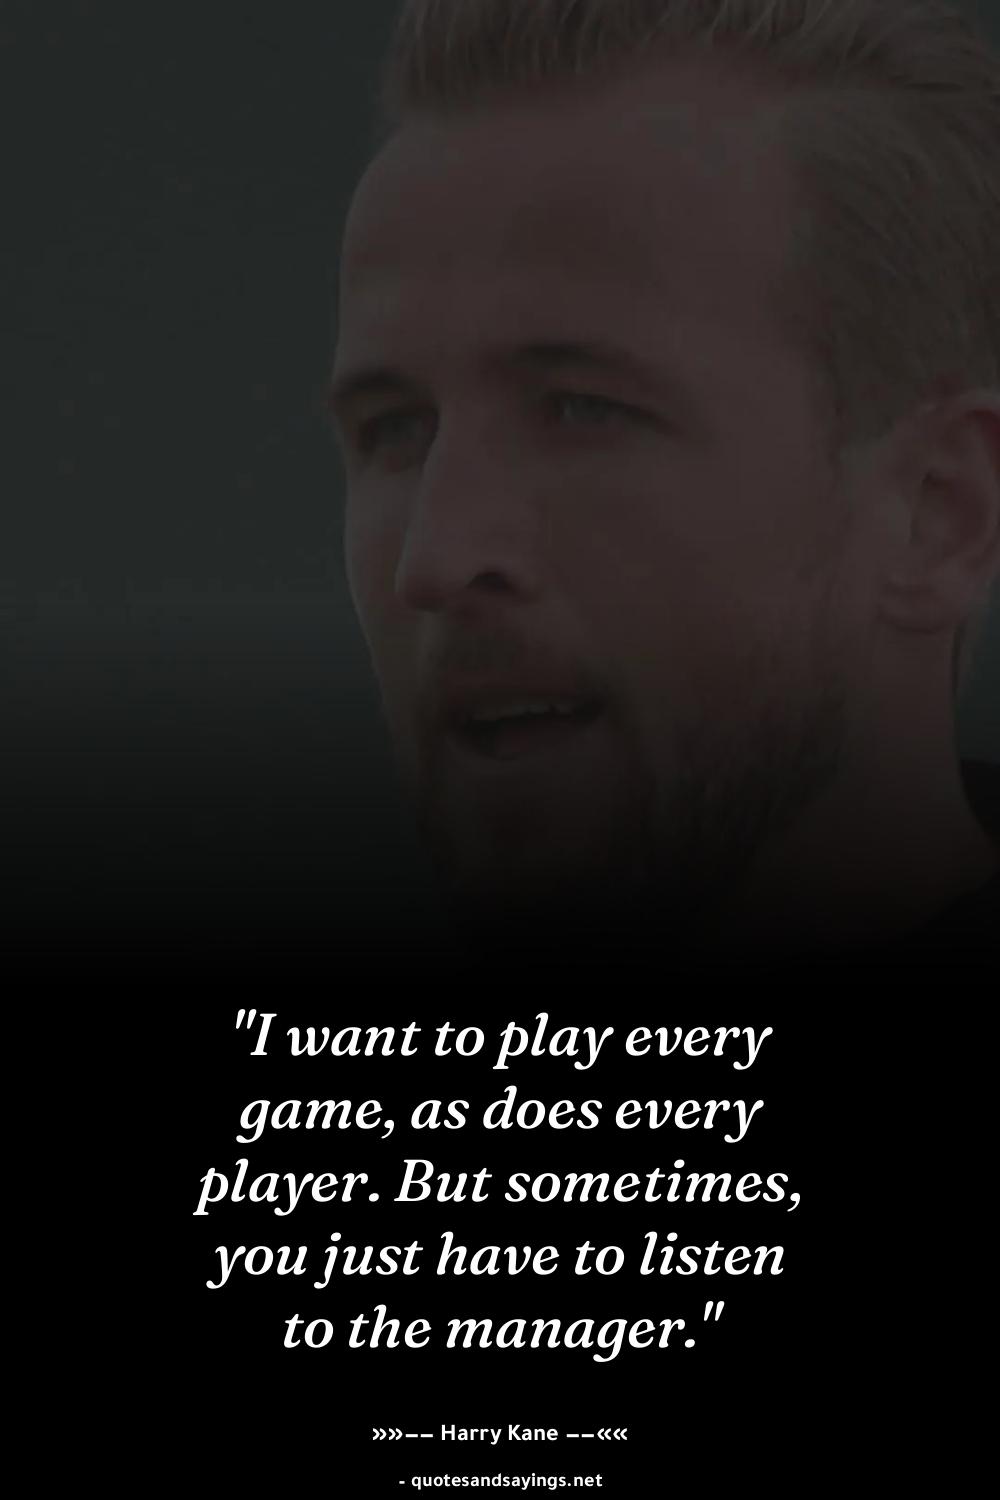 "I want to play every
game, as does every
player. But sometimes,
you just have to listen
to the manager."
»»–– Harry Kane ––««
- quotesandsayings.net